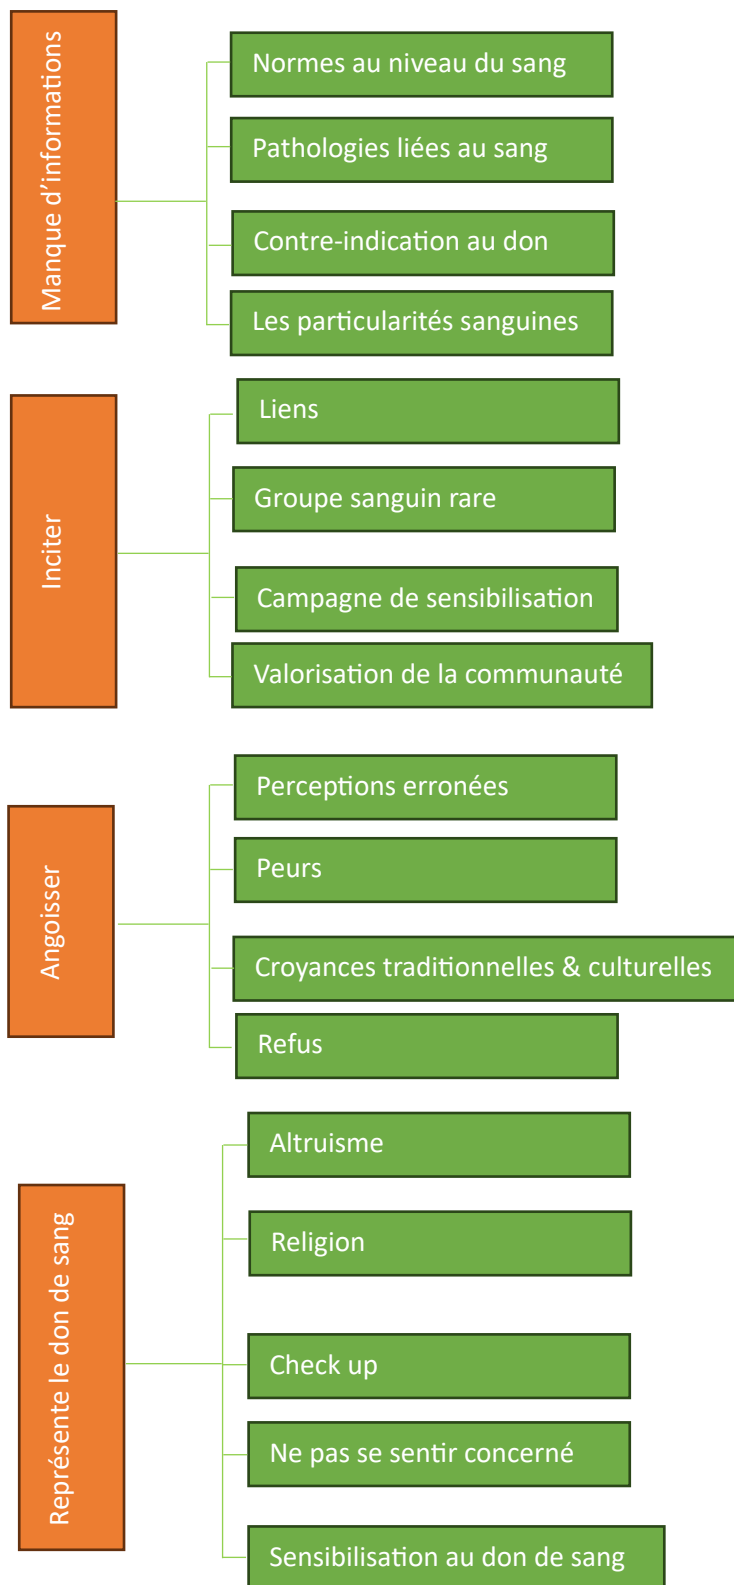 Manque d'informations
Normes au niveau du sang
Pathologies liées au sang
Contre-indication au don
Les particularités sanguines
Inciter
Liens
Groupe sanguin rare
Campagne de sensibilisation
Valorisation de la communauté
Angoisser
Perceptions erronées
Peurs
Croyances traditionnelles & culturelles
Refus
Représente le don de sang
Altruisme
Religion
Check up
Ne pas se sentir concerné
Sensibilisation au don de sang